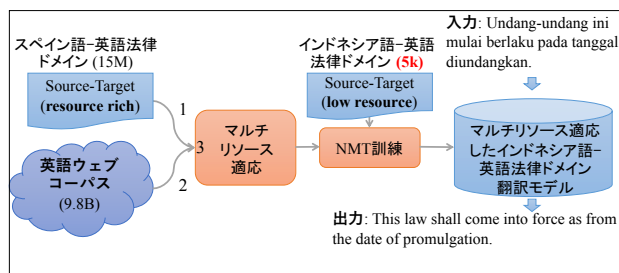 スペイン語−英語法律
ドメイン (15M)
Source-Target
(resource rich)
英語ウェブ
コーパス
(9.8B)
1
2
3
マルチ
リソース
適応
インドネシア語−英語
法律ドメイン (5k)
Source-Target
(low resource)
NMT訓練
入力: Undang-undang ini
mulai berlaku pada tanggal
diundangkan.
マルチリソース適応
したインドネシア語−
英語法律ドメイン
翻訳モデル
出力: This law shall come into force as from
the date of promulgation.